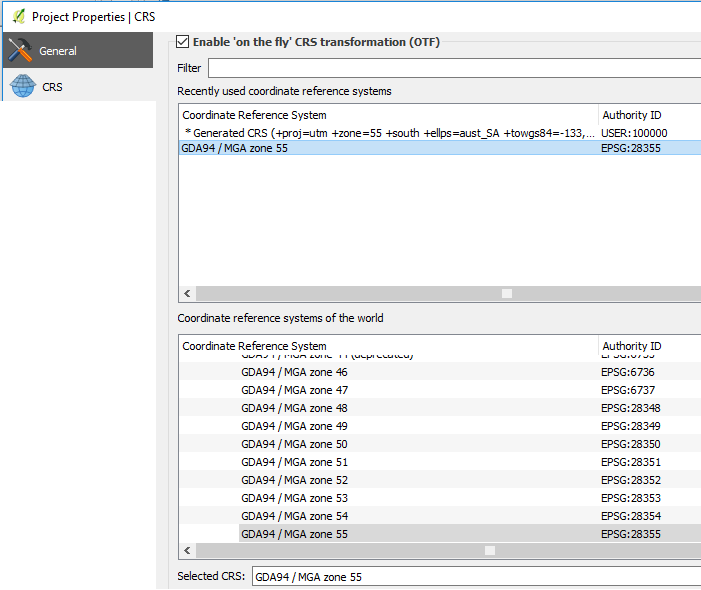 Project Properties | CRS
General
CRS
Enable 'on the fly' CRS transformation (OTF)
Filter
Recently used coordinate reference systems
Coordinate Reference System Authority ID
* Generated CRS (+proj=utm +zone=55 +south +ellps=aust_SA +towgs84=-133,... USER:100000
GDA94 / MGA zone 55 EPSG:28355
Coordinate reference systems of the world
Coordinate Reference System Authority ID
GDA94 / MGA zone (deprecated)
GDA94 / MGA zone 46 EPSG:6736
GDA94 / MGA zone 47 EPSG:6737
GDA94 / MGA zone 48 EPSG:28348
GDA94 / MGA zone 49 EPSG:28349
GDA94 / MGA zone 50 EPSG:28350
GDA94 / MGA zone 51 EPSG:28351
GDA94 / MGA zone 52 EPSG:28352
GDA94 / MGA zone 53 EPSG:28353
GDA94 / MGA zone 54 EPSG:28354
GDA94 / MGA zone 55 EPSG:28355
Selected CRS: GDA94 / MGA zone 55